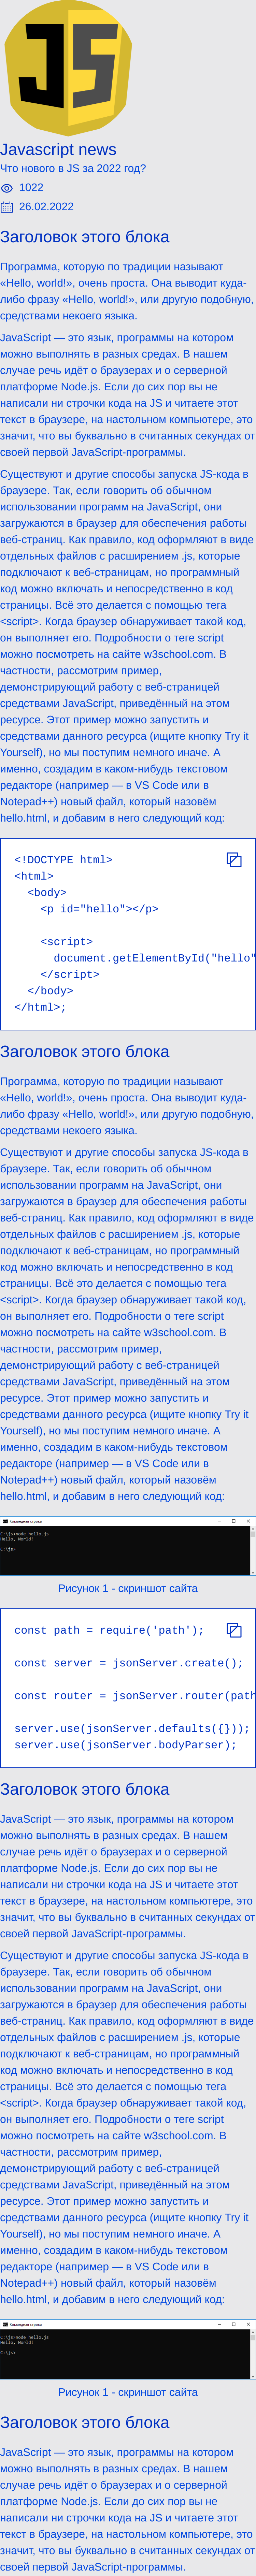 JS
Javascript news
Что нового в JS за 2022 год?
1022
26.02.2022
Заголовок этого блока
Программа, которую по традиции называют
«Hello, world!», очень проста. Она выводит куда-
либо фразу «Hello, world!», или другую подобную,
средствами некоего языка.
JavaScript — это язык, программы на котором
можно выполнять в разных средах. В нашем
случае речь идёт о браузерах и о серверной
платформе Node.js. Если до сих пор вы не
написали ни строчки кода на JS и читаете этот
текст в браузере, на настольном компьютере, это
значит, что вы буквально в считанных секундах от
своей первой JavaScript-программы.
Существуют и другие способы запуска JS-кода в
браузере. Так, если говорить об обычном
использовании программ на JavaScript, они
загружаются в браузер для обеспечения работы
веб-страниц. Как правило, код оформляют в виде
отдельных файлов с расширением .js, которые
подключают к веб-страницам, но программный
код можно включать и непосредственно в код
страницы. Всё это делается с помощью тега
<script>. Когда браузер обнаруживает такой код,
он выполняет его. Подробности о теге script
можно посмотреть на сайте w3school.com. В
частности, рассмотрим пример,
демонстрирующий работу с веб-страницей
средствами JavaScript, приведённый на этом
ресурсе. Этот пример можно запустить и
средствами данного ресурса (ищите кнопку Try it
Yourself), но мы поступим немного иначе. А
именно, создадим в каком-нибудь текстовом
редакторе (например — в VS Code или в
Notepad++) новый файл, который назовём
hello.html, и добавим в него следующий код:
<!DOCTYPE html>
<html>
<body>
<p id="hello"></p>
<script>
document.getElementById("hello"
</script>
</body>
</html>;
Заголовок этого блока
Программа, которую по традиции называют
«Hello, world!», очень проста. Она выводит куда-
либо фразу «Hello, world!», или другую подобную,
средствами некоего языка.
Существуют и другие способы запуска JS-кода в
браузере. Так, если говорить об обычном
использовании программ на JavaScript, они
загружаются в браузер для обеспечения работы
веб-страниц. Как правило, код оформляют в виде
отдельных файлов с расширением .js, которые
подключают к веб-страницам, но программный
код можно включать и непосредственно в код
страницы. Всё это делается с помощью тега
<script>. Когда браузер обнаруживает такой код,
он выполняет его. Подробности о теге script
можно посмотреть на сайте w3school.com. В
частности, рассмотрим пример,
демонстрирующий работу с веб-страницей
средствами JavaScript, приведённый на этом
ресурсе. Этот пример можно запустить и
средствами данного ресурса (ищите кнопку Try it
Yourself), но мы поступим немного иначе. А
именно, создадим в каком-нибудь текстовом
редакторе (например — в VS Code или в
Notepad++) новый файл, который назовём
hello.html, и добавим в него следующий код:
Командная строка
C:\js>node hello.js
Hello, World!
C:\js>
Рисунок 1 - скриншот сайта
const path = require('path');
const server = jsonServer.create();
const router = jsonServer.router(path
server.use(jsonServer.defaults({}));
server.use(jsonServer.bodyParser);
Заголовок этого блока
JavaScript — это язык, программы на котором
можно выполнять в разных средах. В нашем
случае речь идёт о браузерах и о серверной
платформе Node.js. Если до сих пор вы не
написали ни строчки кода на JS и читаете этот
текст в браузере, на настольном компьютере, это
значит, что вы буквально в считанных секундах от
своей первой JavaScript-программы.
Существуют и другие способы запуска JS-кода в
браузере. Так, если говорить об обычном
использовании программ на JavaScript, они
загружаются в браузер для обеспечения работы
веб-страниц. Как правило, код оформляют в виде
отдельных файлов с расширением .js, которые
подключают к веб-страницам, но программный
код можно включать и непосредственно в код
страницы. Всё это делается с помощью тега
<script>. Когда браузер обнаруживает такой код,
он выполняет его. Подробности о теге script
можно посмотреть на сайте w3school.com. В
частности, рассмотрим пример,
демонстрирующий работу с веб-страницей
средствами JavaScript, приведённый на этом
ресурсе. Этот пример можно запустить и
средствами данного ресурса (ищите кнопку Try it
Yourself), но мы поступим немного иначе. А
именно, создадим в каком-нибудь текстовом
редакторе (например — в VS Code или в
Notepad++) новый файл, который назовём
hello.html, и добавим в него следующий код:
Командная строка
C:\js>node hello.js
Hello, World!
C:\js>
Рисунок 1 - скриншот сайта
Заголовок этого блока
JavaScript — это язык, программы на котором
можно выполнять в разных средах. В нашем
случае речь идёт о браузерах и о серверной
платформе Node.js. Если до сих пор вы не
написали ни строчки кода на JS и читаете этот
текст в браузере, на настольном компьютере, это
значит, что вы буквально в считанных секундах от
своей первой JavaScript-программы.